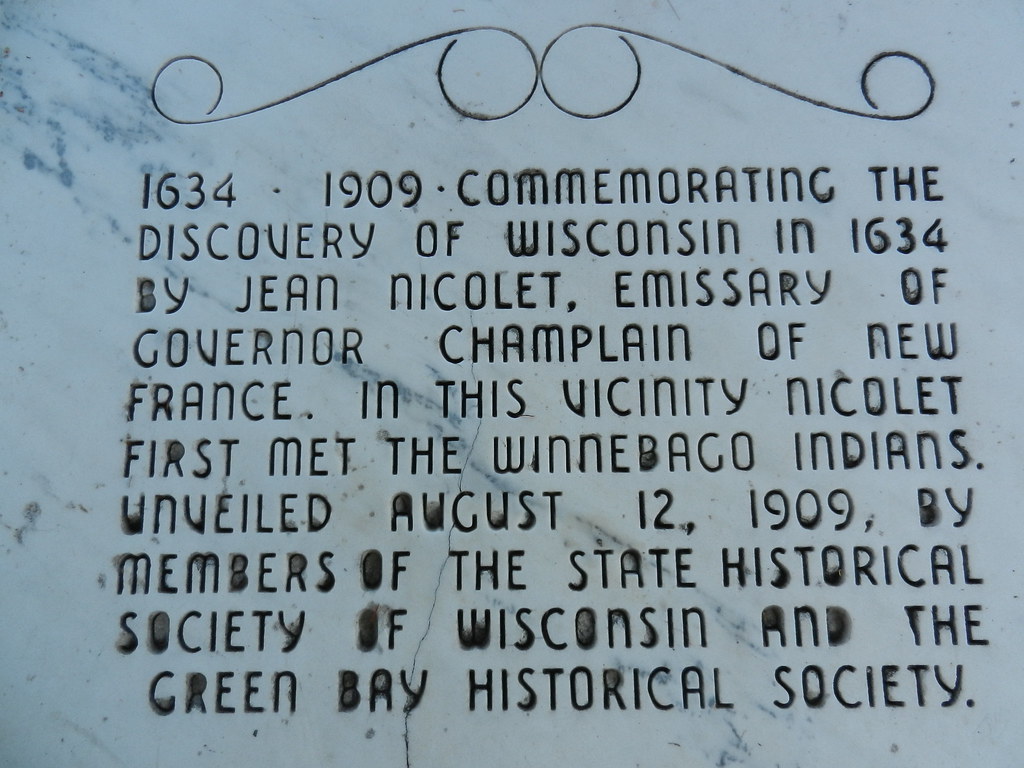 1634 · 1909 · COMMEMORATING THE
DISCOVERY OF WISCONSIN IN 1634
BY JEAN NICOLET, EMISSARY OF
GOVERNOR CHAMPLAIN OF NEW
FRANCE. IN THIS VICINITY NICOLET
FIRST MET THE WINNEBAGO INDIANS.
UNVEILED AUGUST 12, 1909, BY
MEMBERS OF THE STATE HISTORICAL
SOCIETY OF WISCONSIN AND THE
GREEN BAY HISTORICAL SOCIETY.